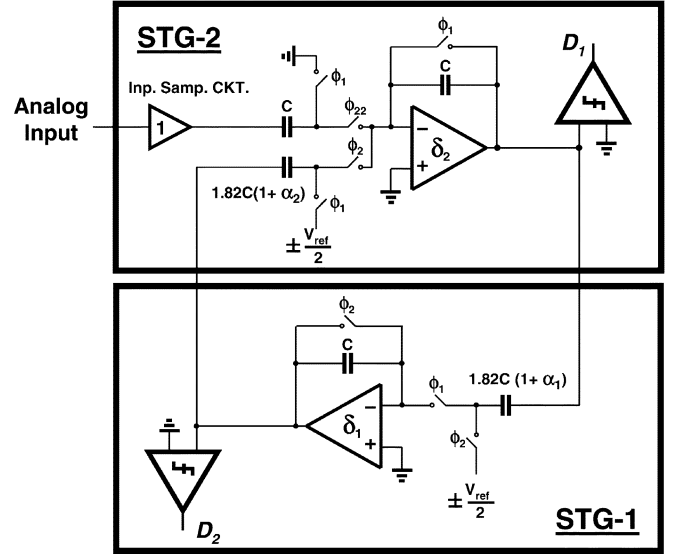 STG-2
ϕ₁
D₁
Inp. Samp. CKT.
ϕ₁
C
Analog
Input
1
C
ϕ₂₂
−
δ₂
+
ϕ₂
1.82C(1+ α₂)
ϕ₁
± Vref/2
ϕ₂
C
1.82C (1+ α₁)
ϕ₁
−
δ₁
+
ϕ₂
± Vref/2
D₂
STG-1